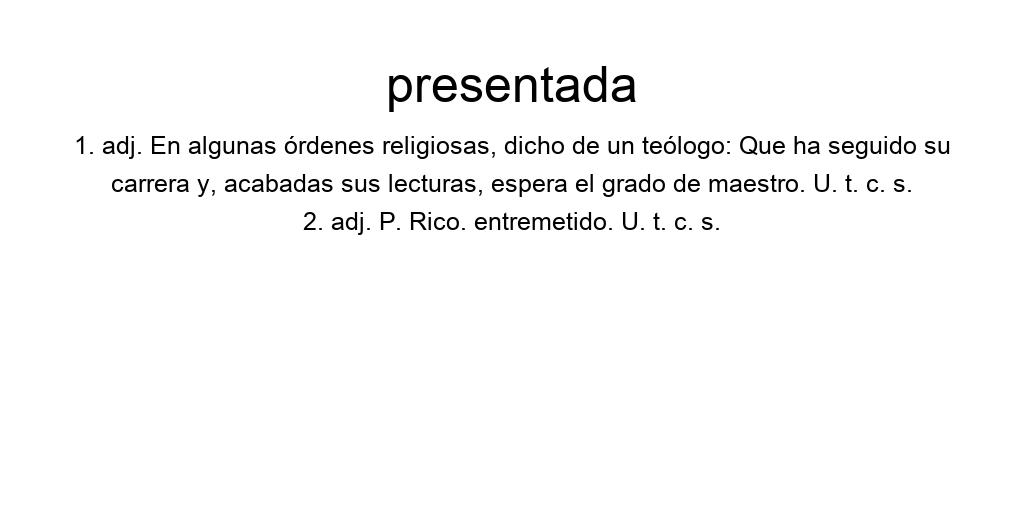 presentada
1. adj. En algunas órdenes religiosas, dicho de un teólogo: Que ha seguido su
carrera y, acabadas sus lecturas, espera el grado de maestro. U. t. c. s.
2. adj. P. Rico. entremetido. U. t. c. s.